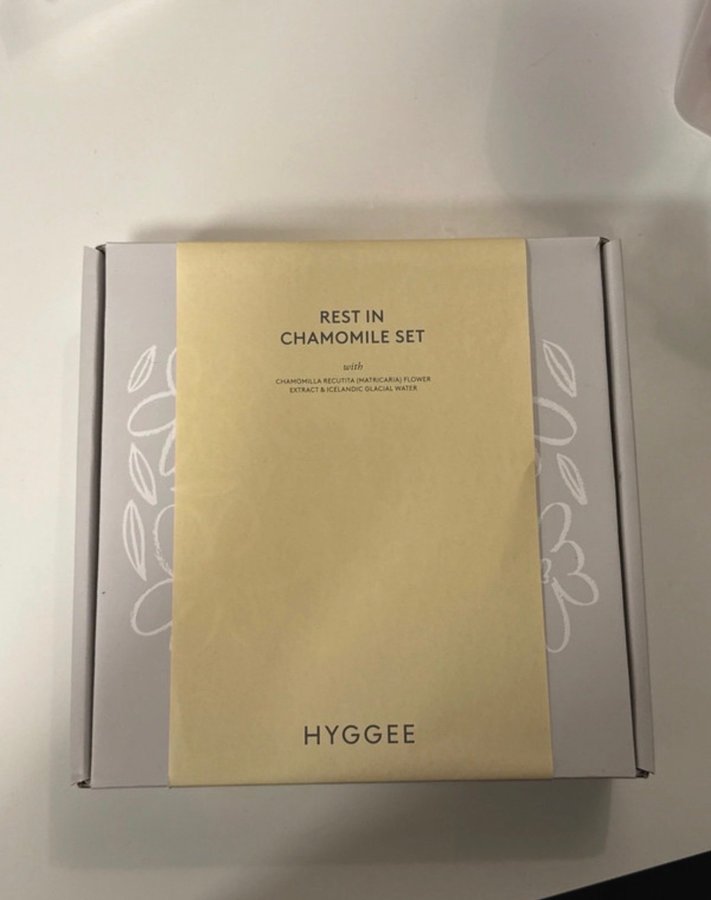 REST IN
CHAMOMILE SET
with
CHAMOMILLA RECUTITA (MATRICARIA) FLOWER
EXTRACT & ICELANDIC GLACIAL WATER
HYGGEE